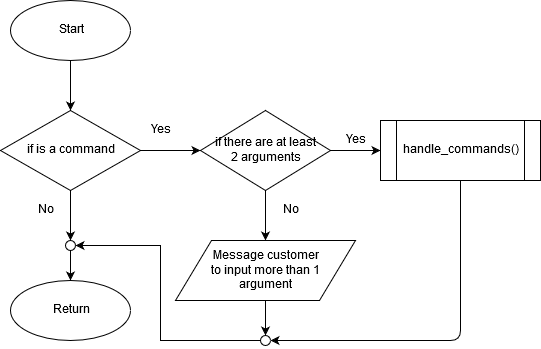 Start
if is a command
Yes
if there are at least
2 arguments
Yes
handle_commands()
No
No
Message customer
to input more than 1
argument
Return